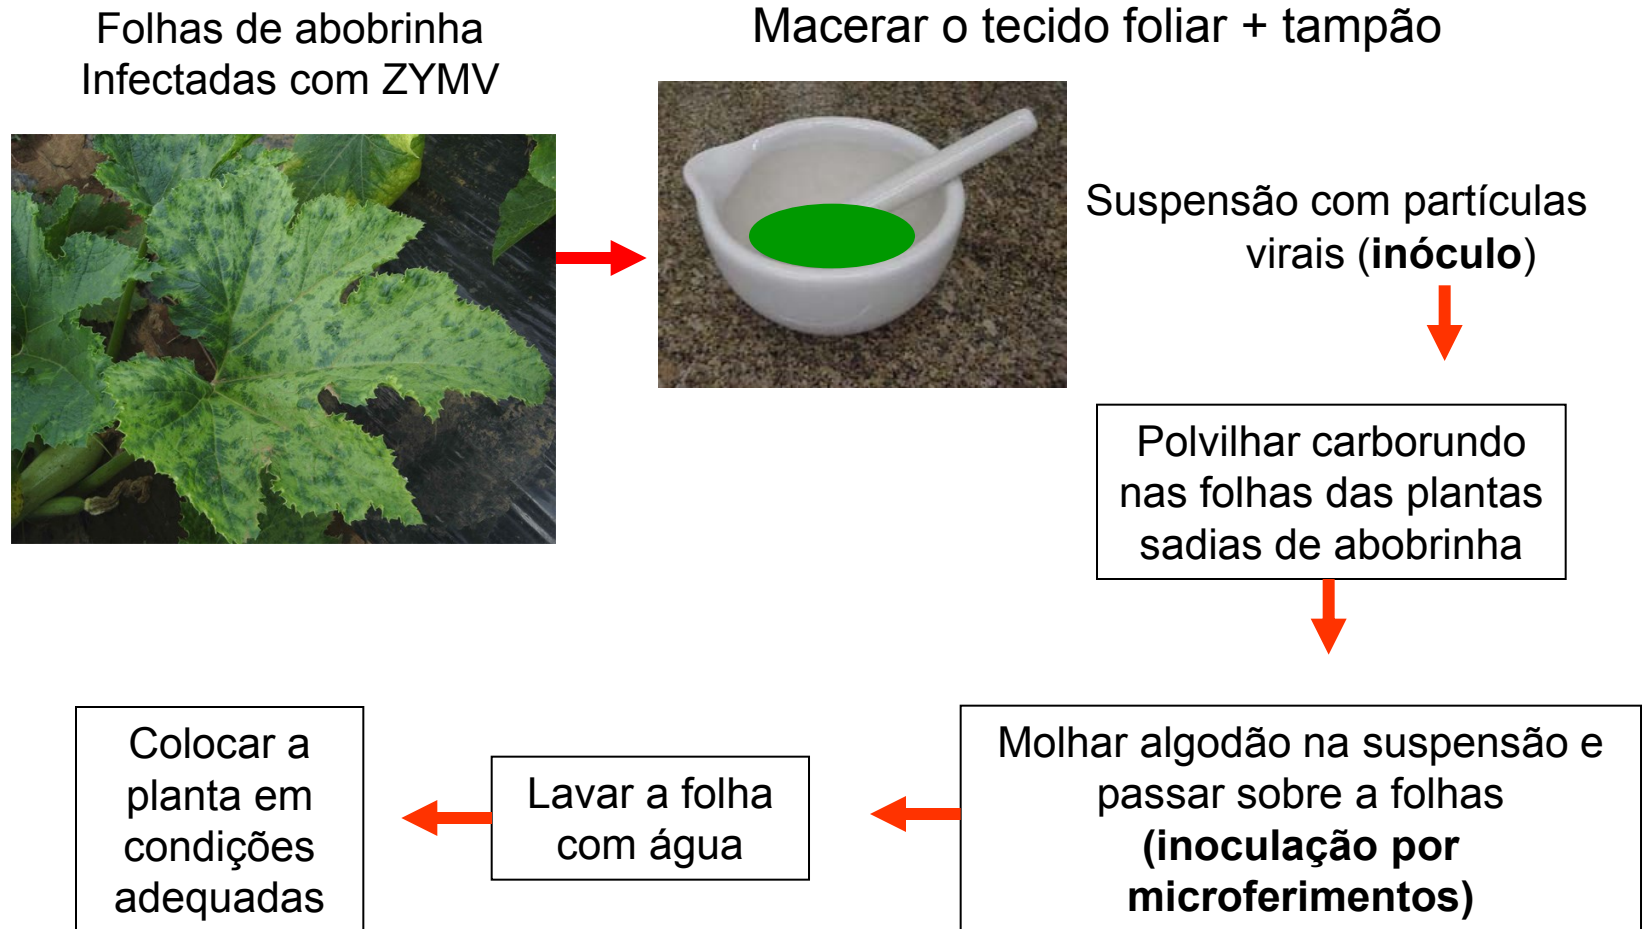 Folhas de abobrinha
Infectadas com ZYMV
Macerar o tecido foliar + tampão
Suspensão com partículas
virais (inóculo)
Polvilhar carborundo
nas folhas das plantas
sadias de abobrinha
Molhar algodão na suspensão e
passar sobre a folhas
(inoculação por
microferimentos)
Lavar a folha
com água
Colocar a
planta em
condições
adequadas